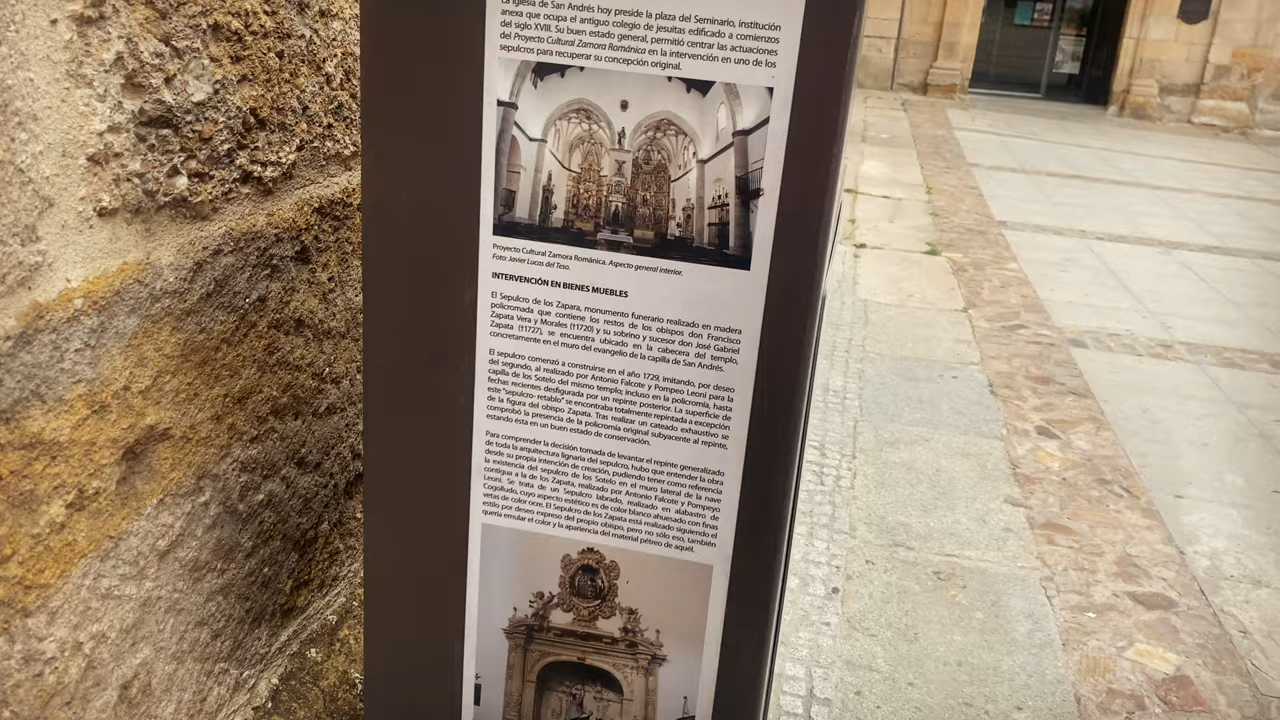 La iglesia de San Andrés hoy preside la plaza del Seminario, institución
anexa que ocupa el antiguo colegio de jesuitas edificado a comienzos
del siglo XVIII. Su buen estado general, permitió centrar las actuaciones
del Proyecto Cultural Zamora Románica en la intervención en uno de los
sepulcros para recuperar su concepción original.
Proyecto Cultural Zamora Románica. Aspecto general interior.
Foto: Javier Lucas del Teso.
INTERVENCIÓN EN BIENES MUEBLES
El Sepulcro de los Zapara, monumento funerario realizado en madera
policromada que contiene los restos de los obispos don Francisco
Zapata Vera y Morales (†1720) y su sobrino y sucesor don José Gabriel
Zapata (†1727), se encuentra ubicado en la cabecera del templo,
concretamente en el muro del evangelio de la capilla de San Andrés.
El sepulcro comenzó a construirse en el año 1729, imitando, por deseo
del segundo, al realizado por Antonio Falcote y Pompeo Leoni para la
capilla de los Sotelo del mismo templo; incluso en la policromía, hasta
fechas recientes desfigurada por un repinte posterior. La superficie de
este "sepulcro- retablo" se encontraba totalmente repintada a excepción
de la figura del obispo Zapata. Tras realizar un cateado exhaustivo se
comprobó la presencia de la policromía original subyacente al repinte,
estando ésta en un buen estado de conservación.
Para comprender la decisión tomada de levantar el repinte generalizado
de toda la arquitectura lignaria del sepulcro, hubo que entender la obra
desde su propia intención de creación, pudiendo tener como referencia
la existencia del sepulcro de los Sotelo en el muro lateral de la nave
contigua a la de los Zapata, realizado por Antonio Falcote y Pompeyo
Leoni. Se trata de un Sepulcro labrado, realizado en alabastro de
Cogolludo, cuyo aspecto estético es de color blanco ahuesado con finas
vetas de color ocre. El Sepulcro de los Zapata está realizado siguiendo el
estilo por deseo expreso del propio obispo, pero no sólo eso, también
quería emular el color y la apariencia del material pétreo de aquél.